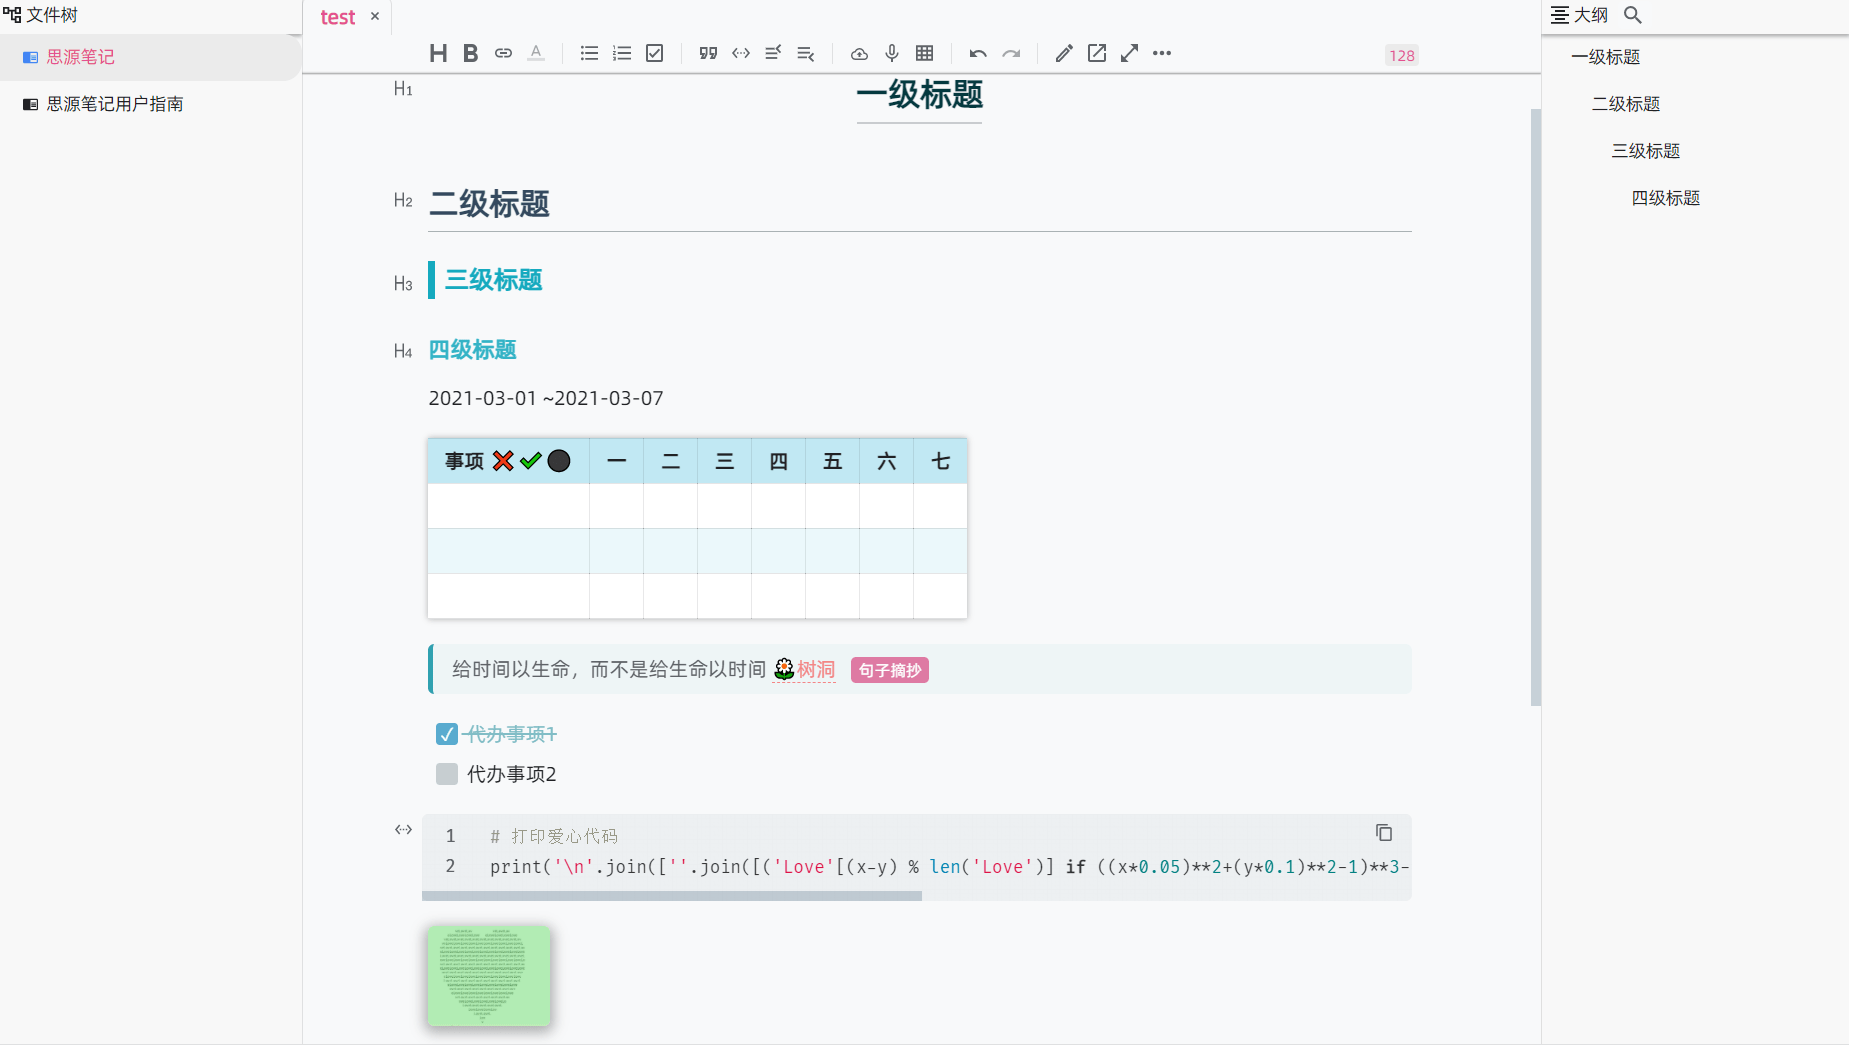 文件树
思源笔记
思源笔记用户指南
test ×
H B A 128
H1 一级标题
H2 二级标题
H3 三级标题
H4 四级标题
2021-03-01 ~2021-03-07
事项 ❌ ✔ ⚫ 一 二 三 四 五 六 七
给时间以生命，而不是给生命以时间 树洞 句子摘抄
代办事项1
代办事项2
1 # 打印爱心代码
2 print('\n'.join([''.join([('Love'[(x-y) % len('Love')] if ((x*0.05)**2+(y*0.1)**2-1)**3-
大纲
一级标题
二级标题
三级标题
四级标题